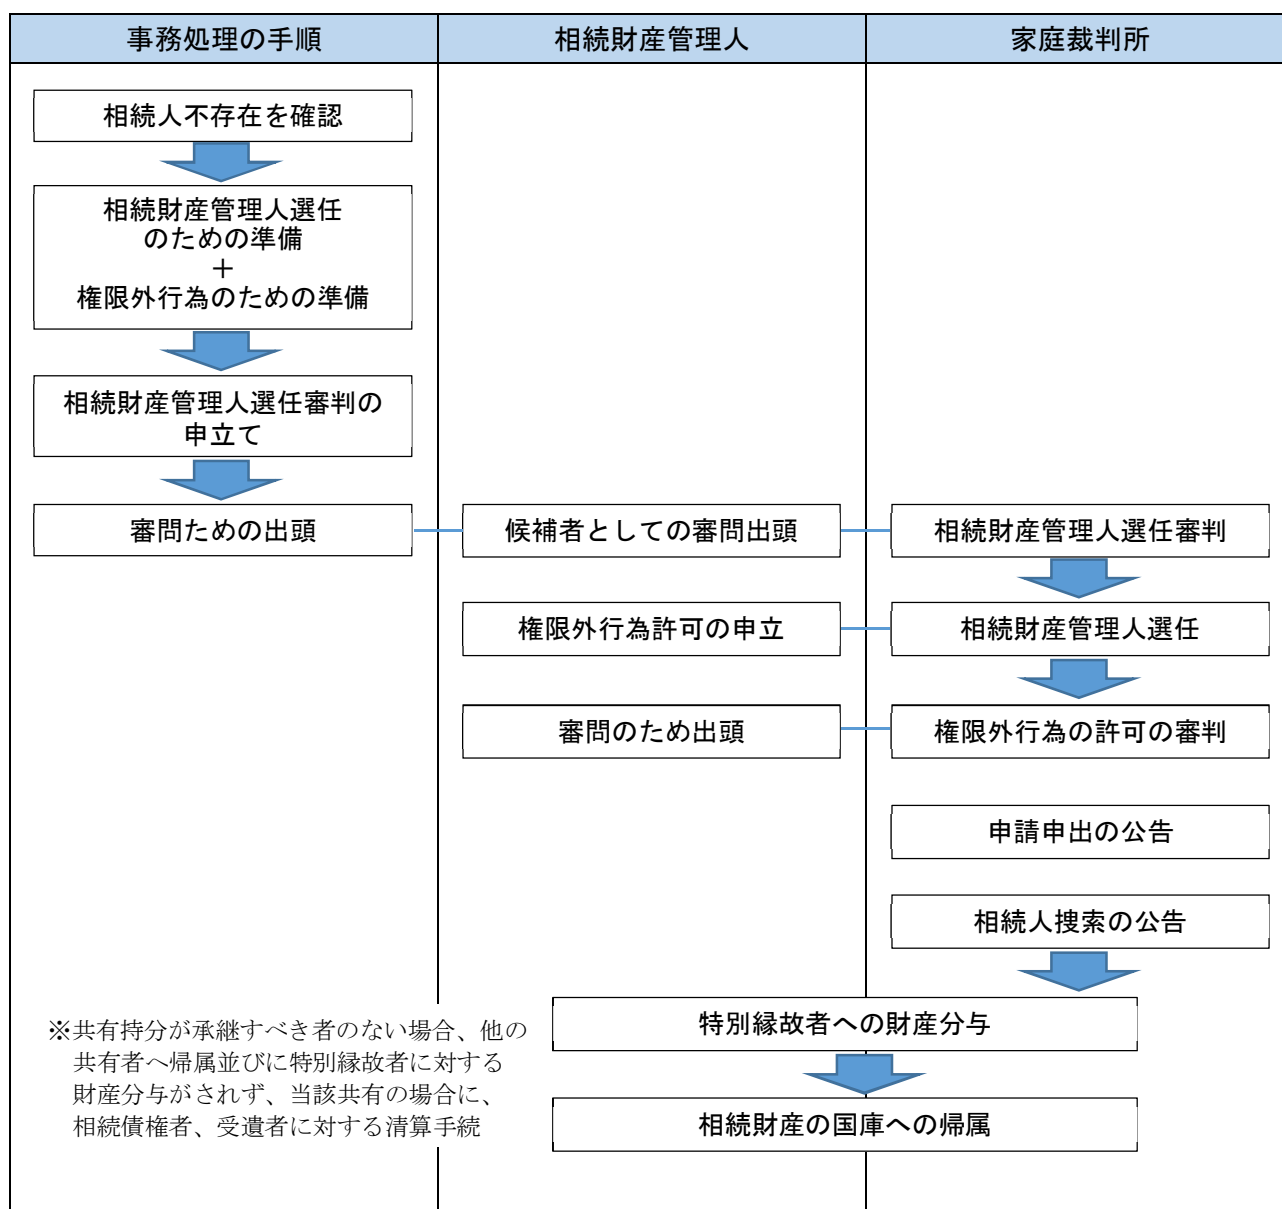 事務処理の手順
相続財産管理人
家庭裁判所
相続人不存在を確認
相続財産管理人選任
のための準備
＋
権限外行為のための準備
相続財産管理人選任審判の
申立て
審問ための出頭
候補者としての審問出頭
相続財産管理人選任審判
権限外行為許可の申立
相続財産管理人選任
審問のため出頭
権限外行為の許可の審判
申請申出の公告
相続人捜索の公告
特別縁故者への財産分与
※共有持分が承継すべき者のない場合、他の
共有者へ帰属並びに特別縁故者に対する
財産分与がされず、当該共有の場合に、
相続債権者、受遺者に対する清算手続
相続財産の国庫への帰属